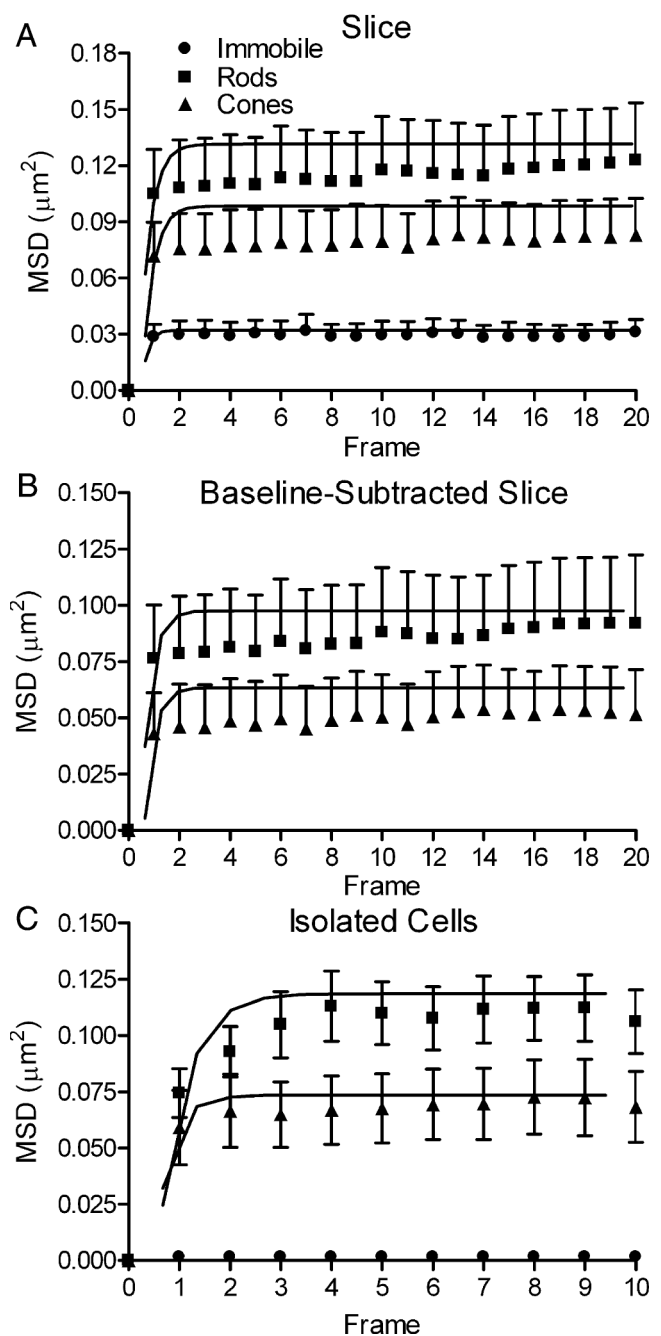 A
Slice
Immobile
Rods
Cones
MSD (μm²)
0.18
0.15
0.12
0.09
0.06
0.03
0.00
0 2 4 6 8 10 12 14 16 18 20
Frame
B
Baseline-Subtracted Slice
MSD (μm²)
0.150
0.125
0.100
0.075
0.050
0.025
0.000
0 2 4 6 8 10 12 14 16 18 20
Frame
C
Isolated Cells
MSD (μm²)
0.150
0.125
0.100
0.075
0.050
0.025
0.000
0 1 2 3 4 5 6 7 8 9 10
Frame